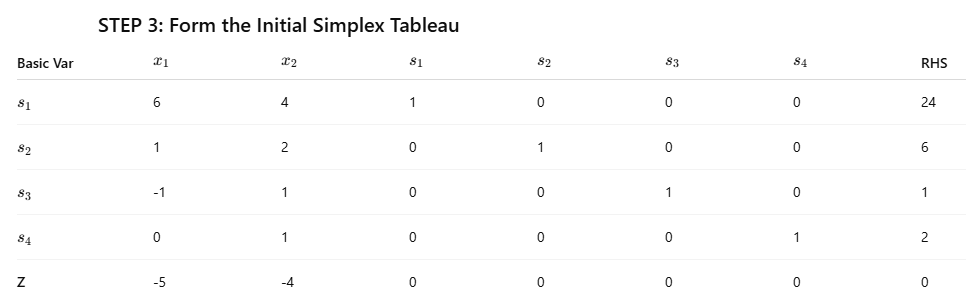 STEP 3: Form the Initial Simplex Tableau
Basic Var x₁ x₂ s₁ s₂ s₃ s₄ RHS
s₁ 6 4 1 0 0 0 24
s₂ 1 2 0 1 0 0 6
s₃ -1 1 0 0 1 0 1
s₄ 0 1 0 0 0 1 2
Z -5 -4 0 0 0 0 0